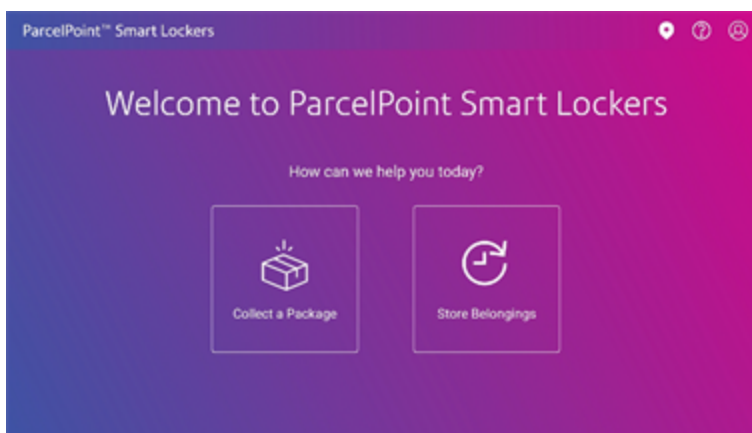 ParcelPoint™ Smart Lockers
Welcome to ParcelPoint Smart Lockers
How can we help you today?
Collect a Package
Store Belongings